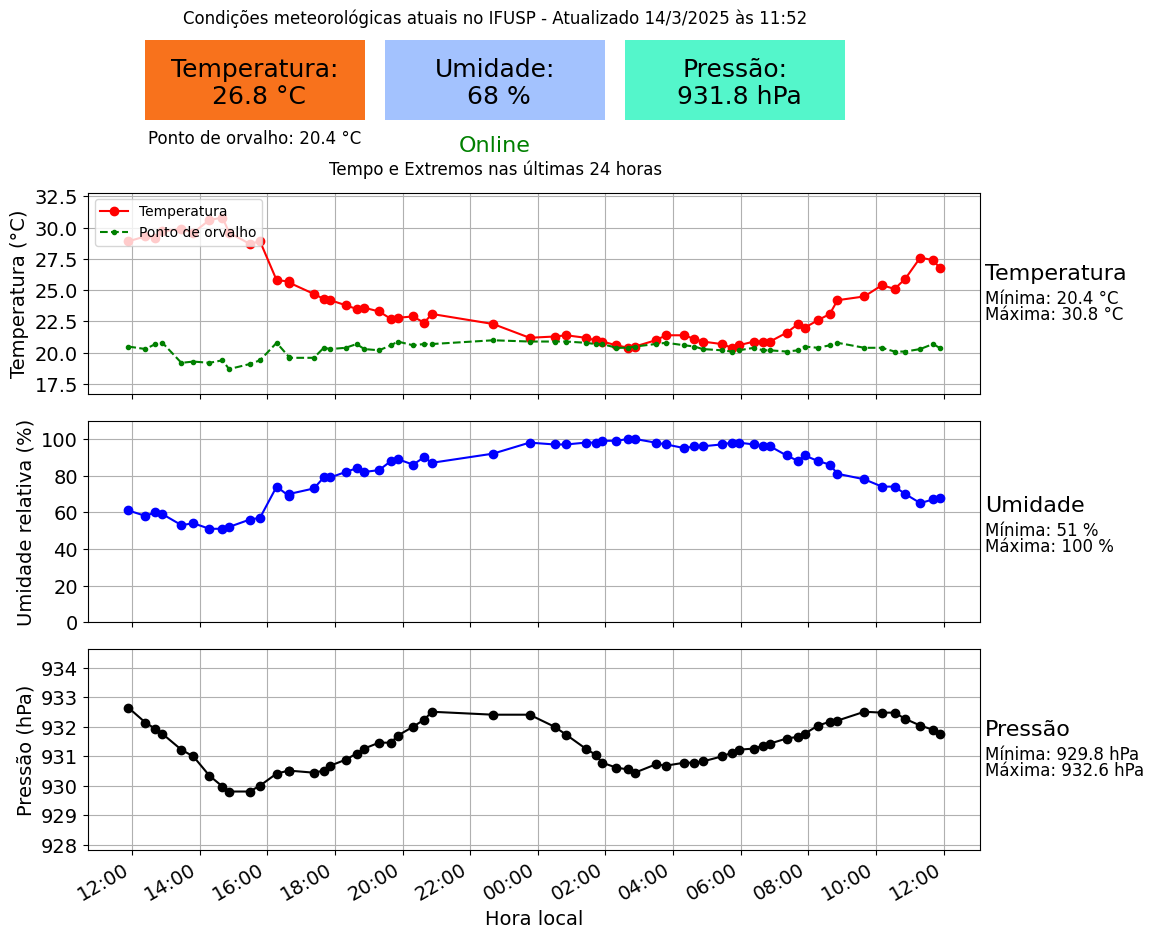 Condições meteorológicas atuais no IFUSP - Atualizado 14/3/2025 às 11:52
Temperatura:
26.8 °C
Umidade:
68 %
Pressão:
931.8 hPa
Ponto de orvalho: 20.4 °C
Online
Tempo e Extremos nas últimas 24 horas
Temperatura (°C)
32.5
30.0
27.5
25.0
22.5
20.0
17.5
Temperatura
Ponto de orvalho
Temperatura
Mínima: 20.4 °C
Máxima: 30.8 °C
Umidade relativa (%)
100
80
60
40
20
0
Umidade
Mínima: 51 %
Máxima: 100 %
Pressão (hPa)
934
933
932
931
930
929
928
Pressão
Mínima: 929.8 hPa
Máxima: 932.6 hPa
12:00 14:00 16:00 18:00 20:00 22:00 00:00 02:00 04:00 06:00 08:00 10:00 12:00
Hora local